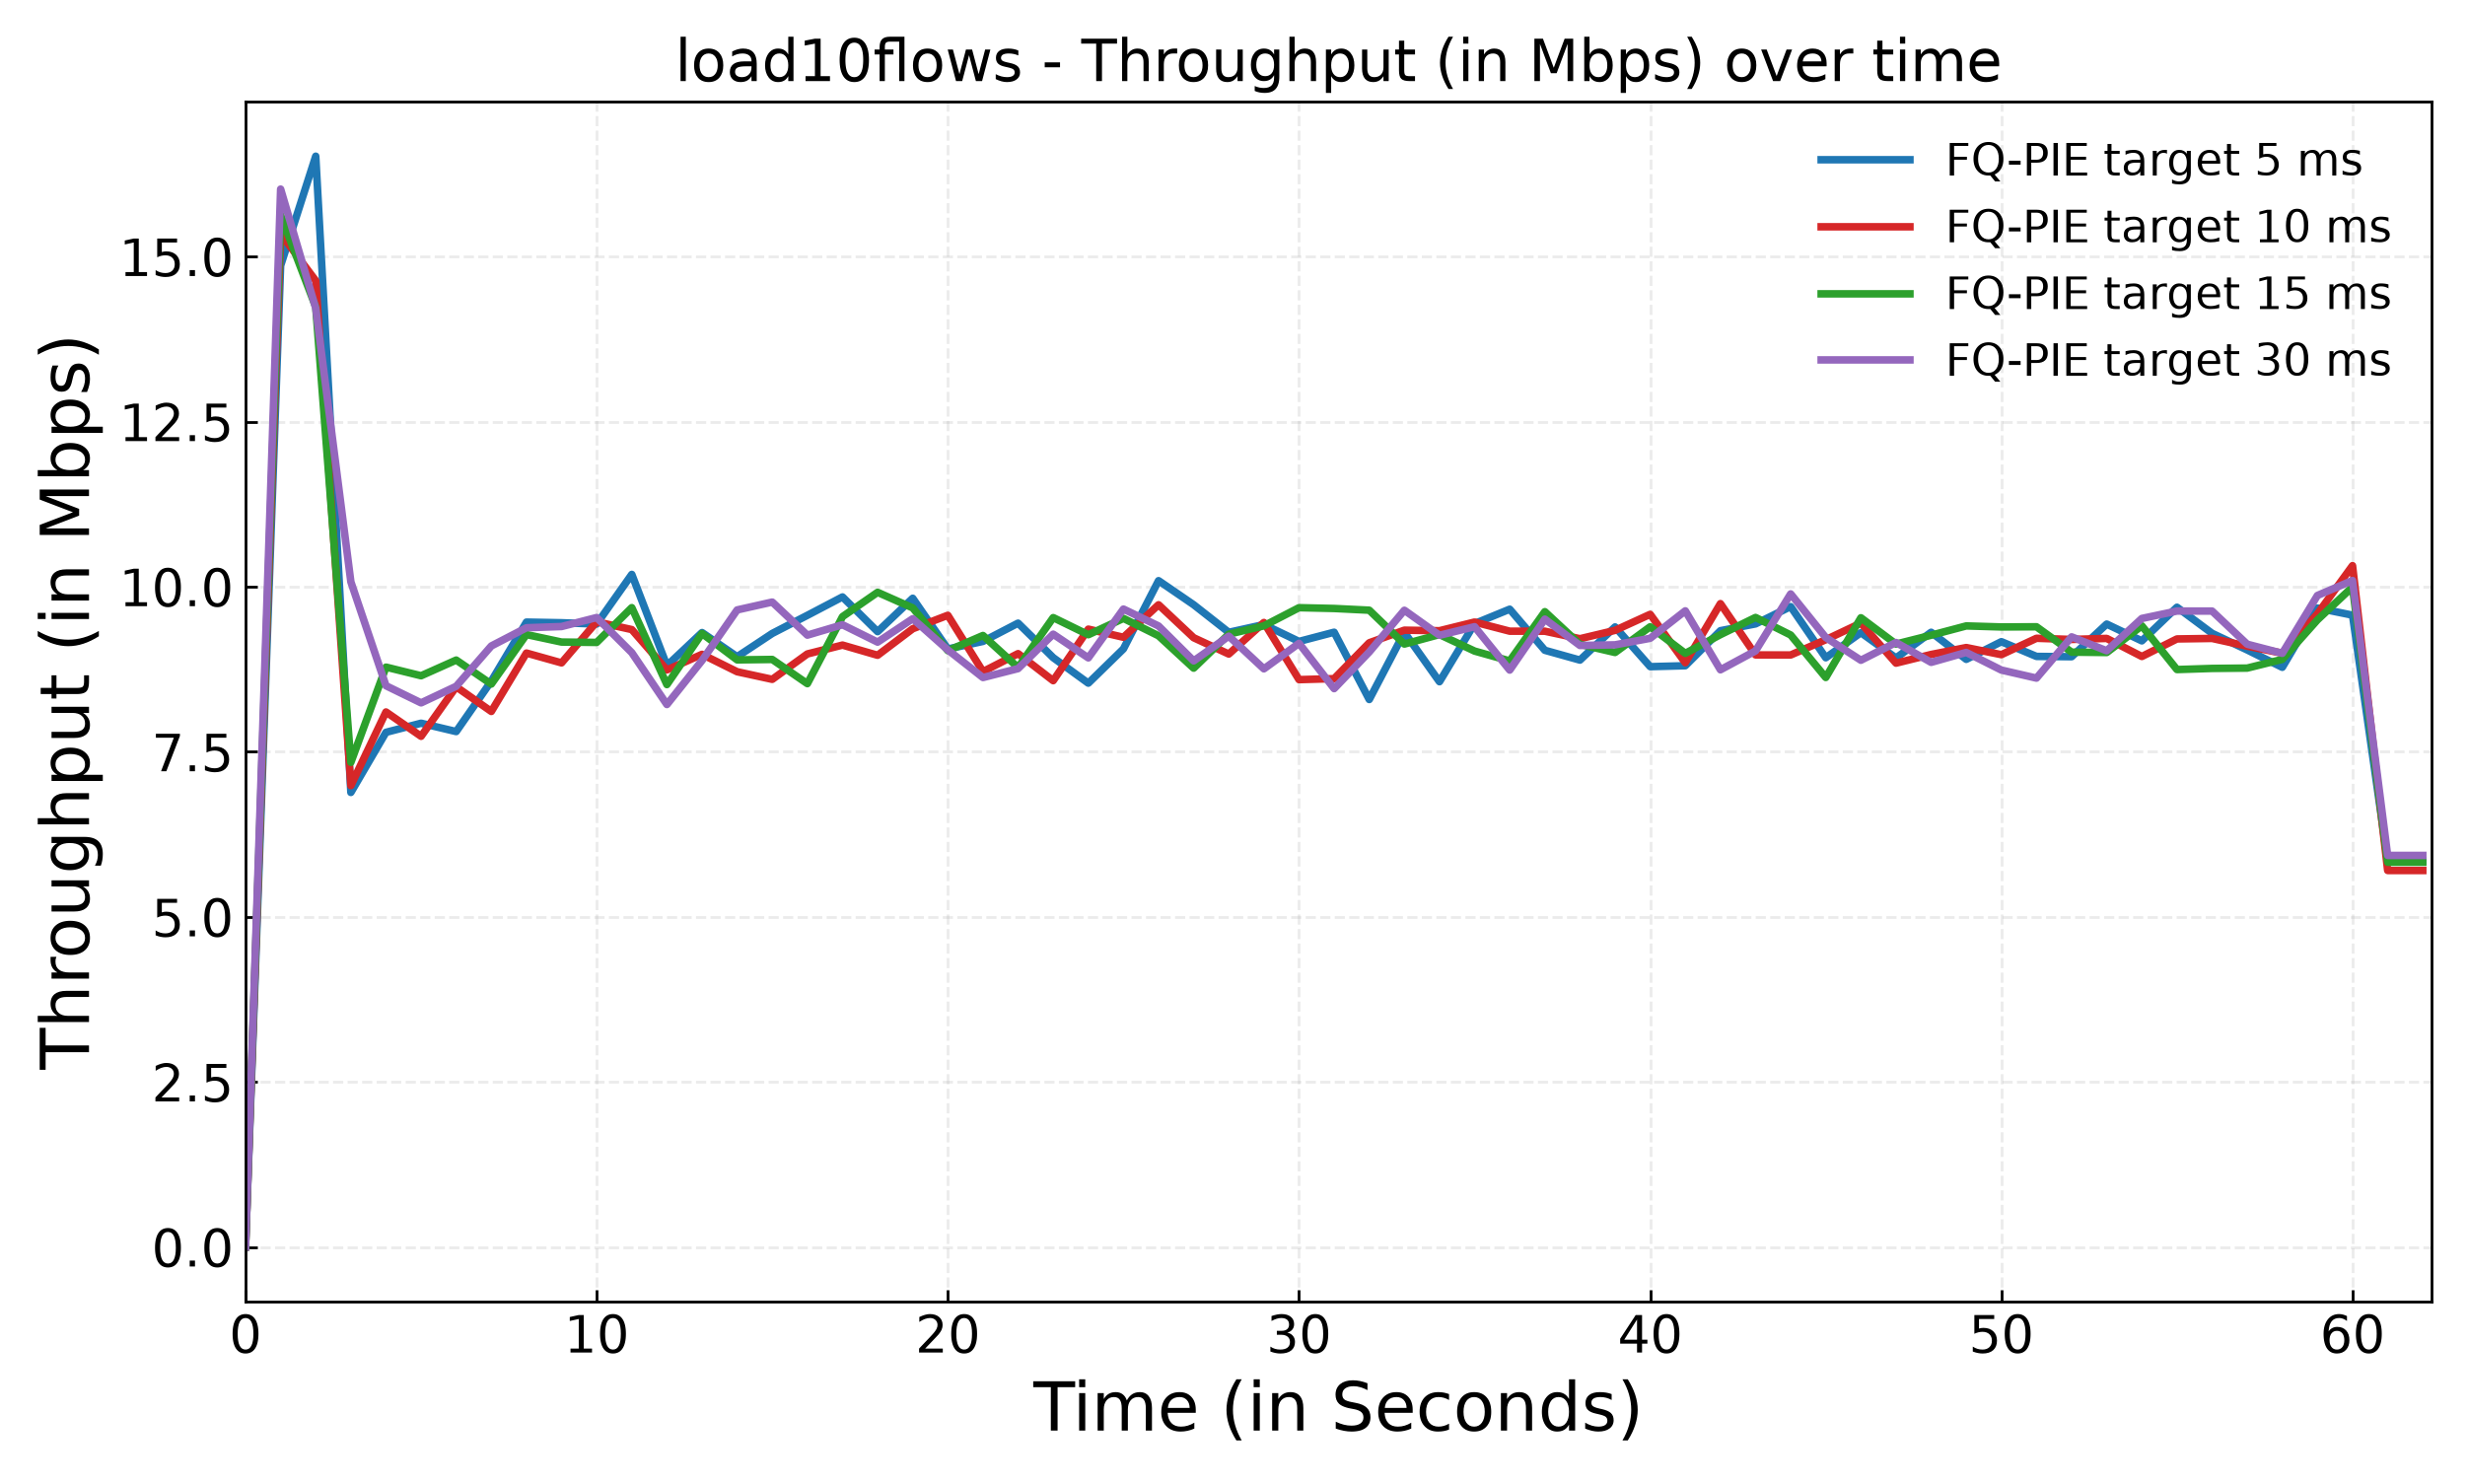 load10flows - Throughput (in Mbps) over time
FQ-PIE target 5 ms
FQ-PIE target 10 ms
FQ-PIE target 15 ms
FQ-PIE target 30 ms
Throughput (in Mbps)
15.0
12.5
10.0
7.5
5.0
2.5
0.0
0 10 20 30 40 50 60
Time (in Seconds)